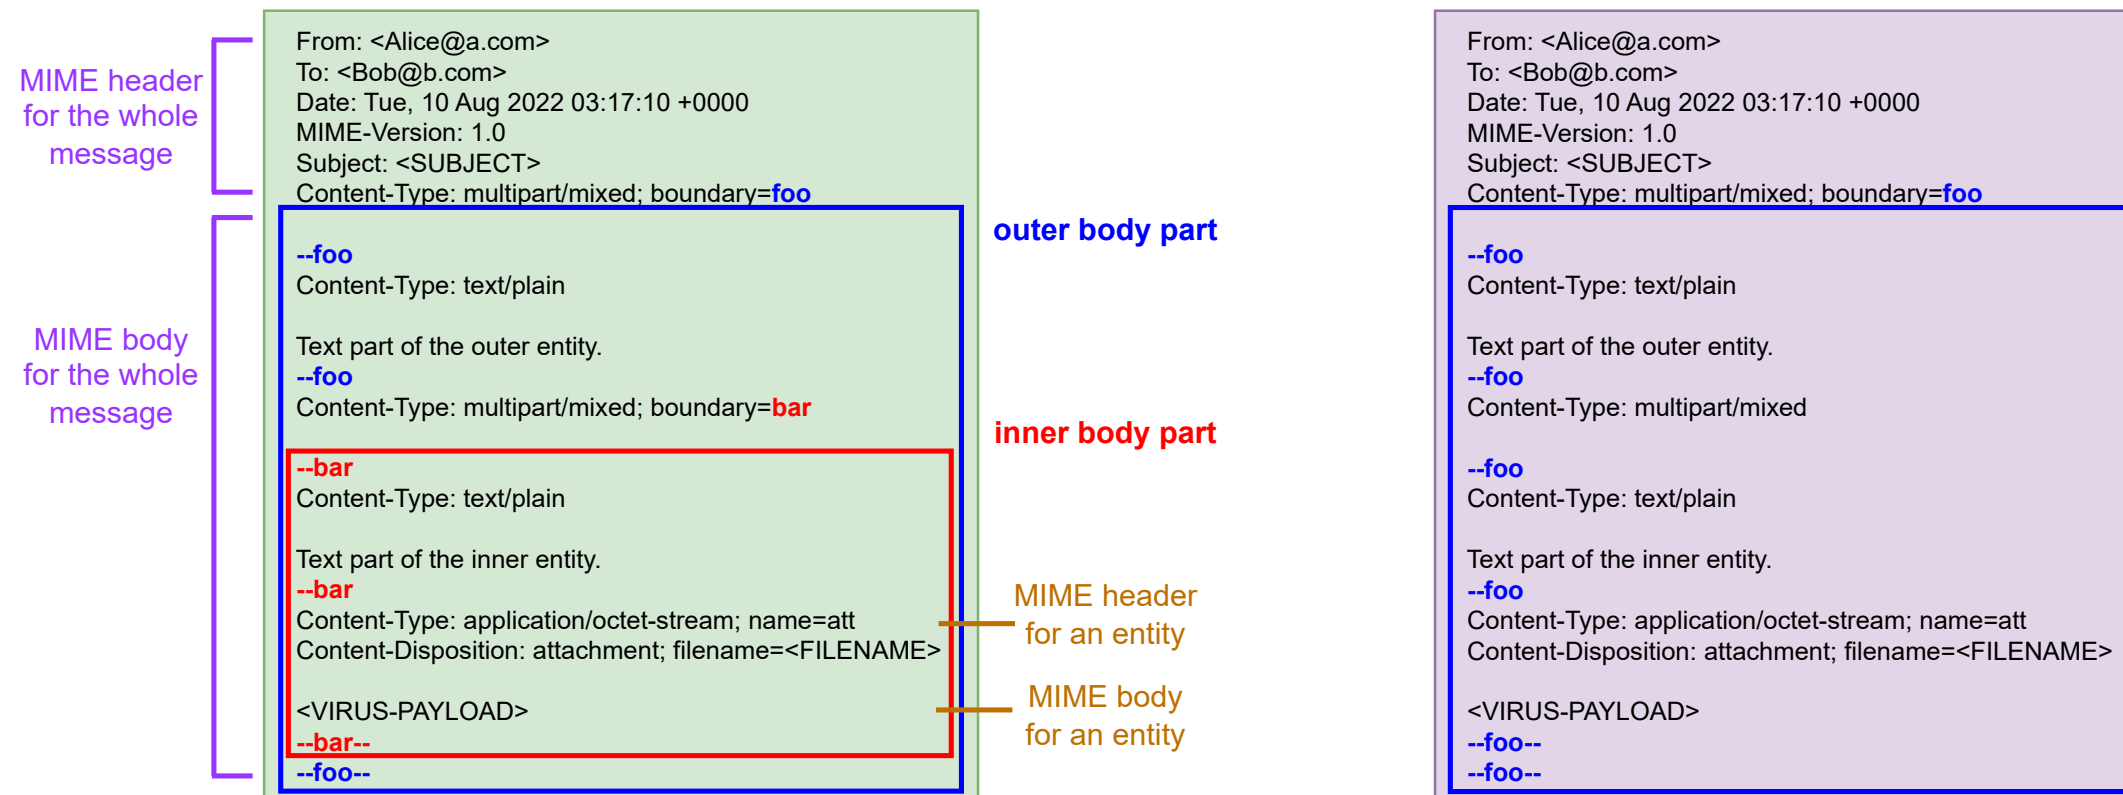 MIME header
for the whole
message
MIME body
for the whole
message
From: <Alice@a.com>
To: <Bob@b.com>
Date: Tue, 10 Aug 2022 03:17:10 +0000
MIME-Version: 1.0
Subject: <SUBJECT>
Content-Type: multipart/mixed; boundary=foo
--foo
Content-Type: text/plain
Text part of the outer entity.
--foo
Content-Type: multipart/mixed; boundary=bar
--bar
Content-Type: text/plain
Text part of the inner entity.
--bar
Content-Type: application/octet-stream; name=att
Content-Disposition: attachment; filename=<FILENAME>
<VIRUS-PAYLOAD>
--bar--
--foo--
outer body part
inner body part
MIME header
for an entity
MIME body
for an entity
From: <Alice@a.com>
To: <Bob@b.com>
Date: Tue, 10 Aug 2022 03:17:10 +0000
MIME-Version: 1.0
Subject: <SUBJECT>
Content-Type: multipart/mixed; boundary=foo
--foo
Content-Type: text/plain
Text part of the outer entity.
--foo
Content-Type: multipart/mixed
--foo
Content-Type: text/plain
Text part of the inner entity.
--foo
Content-Type: application/octet-stream; name=att
Content-Disposition: attachment; filename=<FILENAME>
<VIRUS-PAYLOAD>
--foo--
--foo--